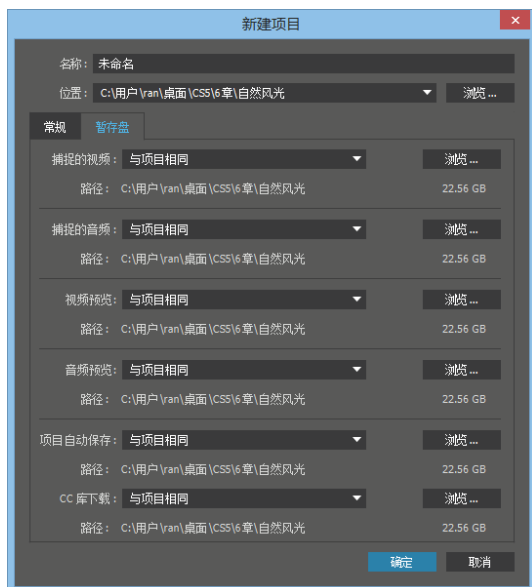 新建项目
名称： 未命名
位置： C:\用户\ran\桌面\CS5\6章\自然风光 浏览...
常规 暂存盘
捕捉的视频： 与项目相同 浏览...
路径： C:\用户\ran\桌面\CS5\6章\自然风光 22.56 GB
捕捉的音频： 与项目相同 浏览...
路径： C:\用户\ran\桌面\CS5\6章\自然风光 22.56 GB
视频预览： 与项目相同 浏览...
路径： C:\用户\ran\桌面\CS5\6章\自然风光 22.56 GB
音频预览： 与项目相同 浏览...
路径： C:\用户\ran\桌面\CS5\6章\自然风光 22.56 GB
项目自动保存： 与项目相同 浏览...
路径： C:\用户\ran\桌面\CS5\6章\自然风光 22.56 GB
CC 库下载： 与项目相同 浏览...
路径： C:\用户\ran\桌面\CS5\6章\自然风光 22.56 GB
确定 取消